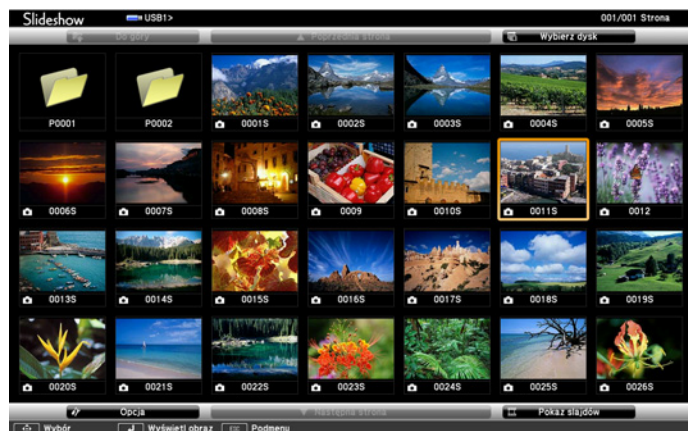 Slideshow USB1> 001/001 Strona
Do góry Poprzednia strona Wybierz dysk
P0001 P0002 0001S 0002S 0003S 0004S 0005S
0006S 0007S 0008S 0009 0010S 0011S 0012
0013S 0014S 0015S 0016S 0017S 0018S 0019S
0020S 0021S 0022S 0023S 0024S 0025S 0026S
Opcja Następna strona Pokaz slajdów
Wybór Wyświetl obraz Esc Podmenu